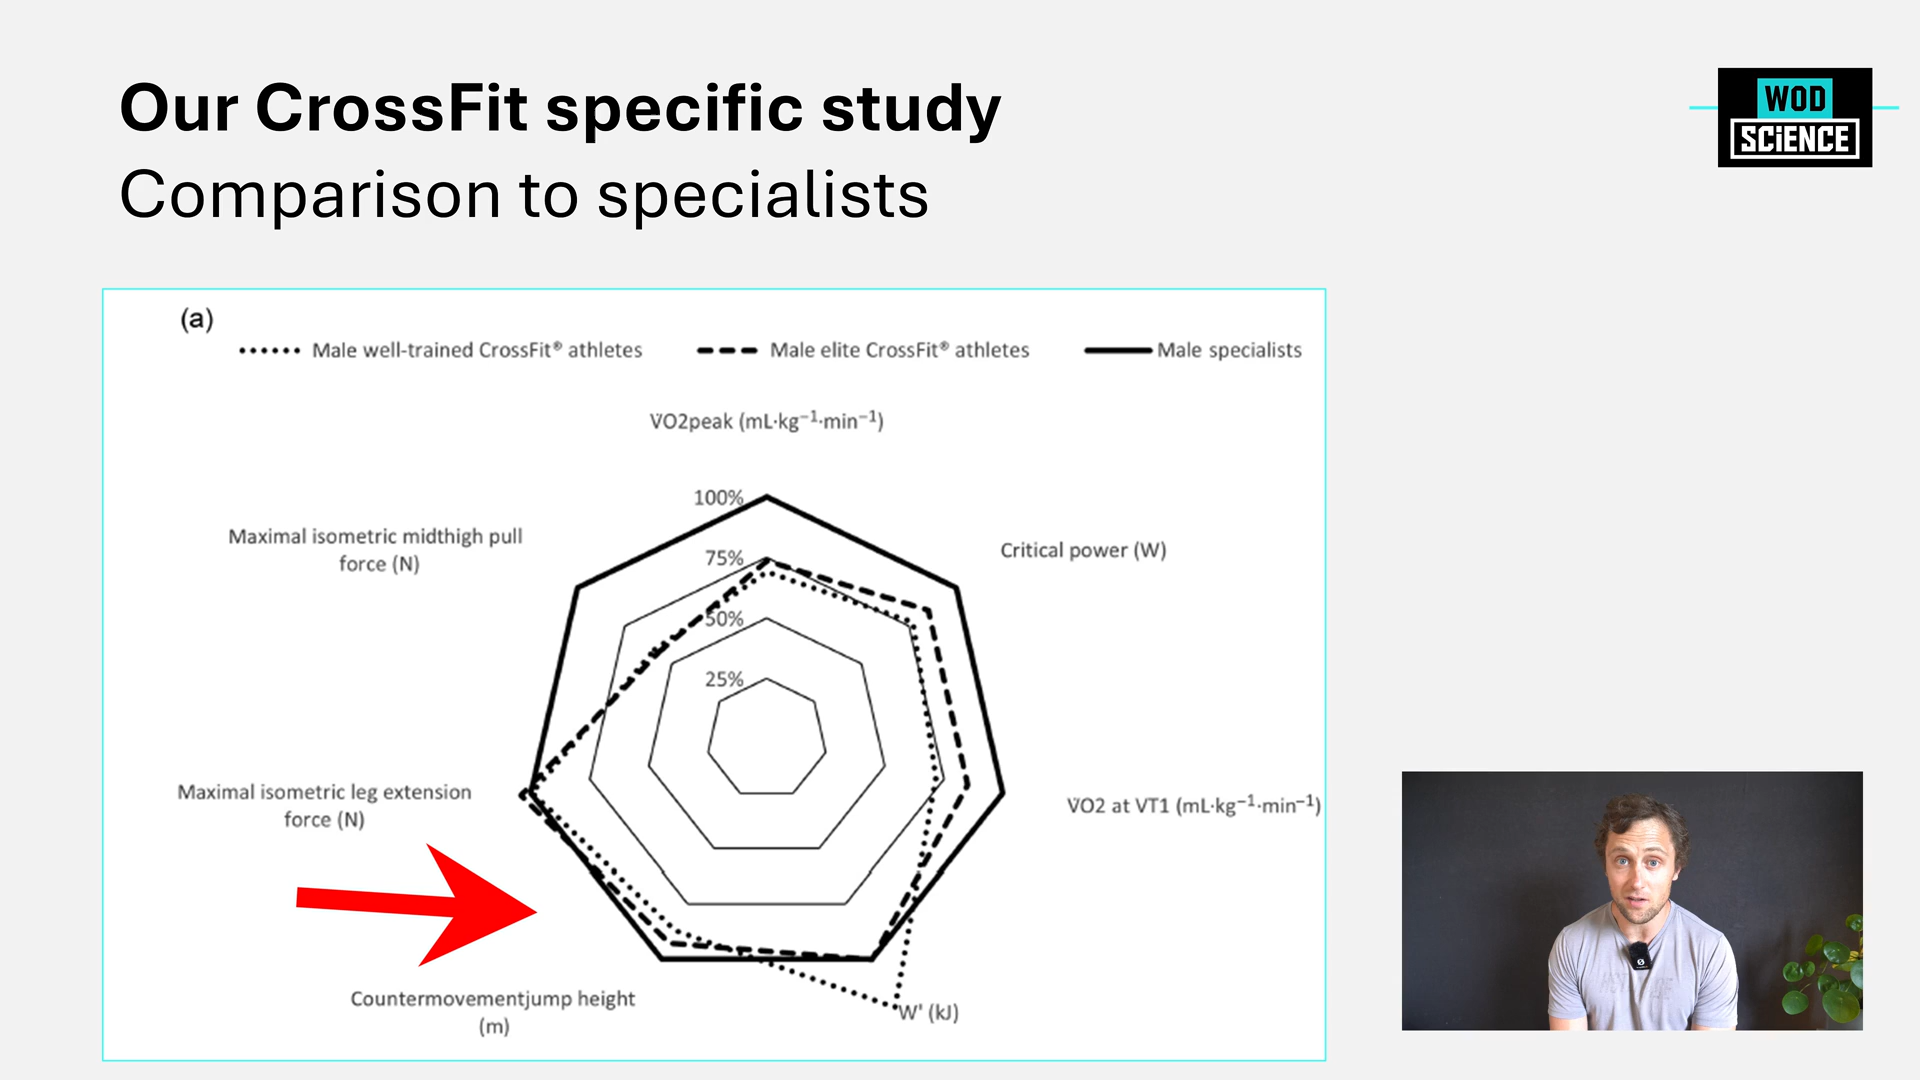 Our CrossFit specific study
Comparison to specialists
WOD
SCiENCE
(a)
Male well-trained CrossFit® athletes
Male elite CrossFit® athletes
Male specialists
V̇O2peak (mL·kg⁻¹·min⁻¹)
100%
Maximal isometric midthigh pull
force (N)
Critical power (W)
75%
50%
25%
Maximal isometric leg extension
force (N)
V̇O2 at VT1 (mL·kg⁻¹·min⁻¹)
Countermovementjump height
(m)
W' (kJ)